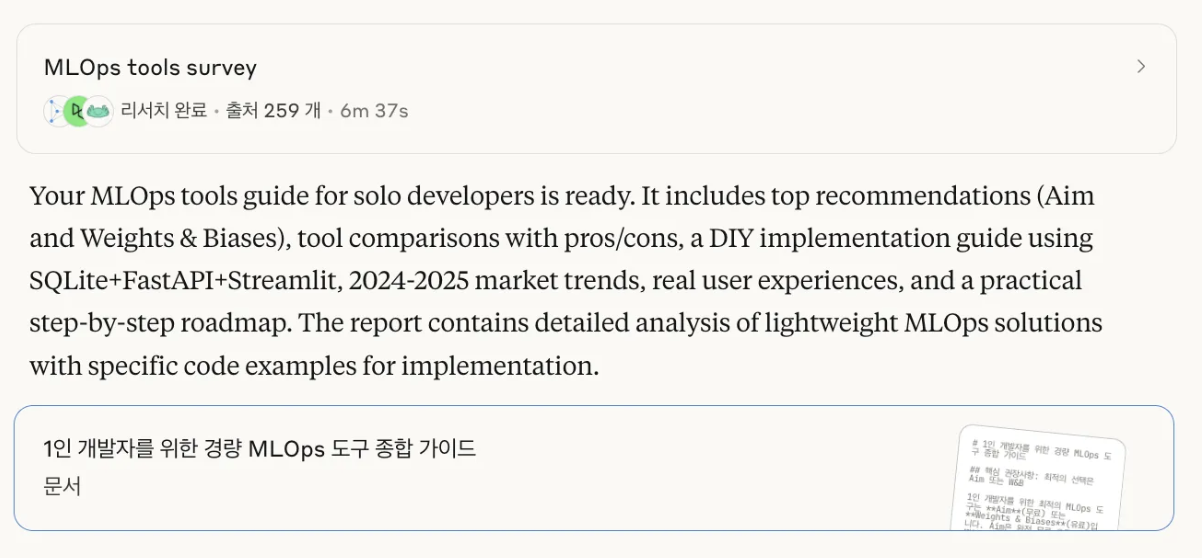 MLOps tools survey
리서치 완료 • 출처 259 개 • 6m 37s
Your MLOps tools guide for solo developers is ready. It includes top recommendations (Aim
and Weights & Biases), tool comparisons with pros/cons, a DIY implementation guide using
SQLite+FastAPI+Streamlit, 2024-2025 market trends, real user experiences, and a practical
step-by-step roadmap. The report contains detailed analysis of lightweight MLOps solutions
with specific code examples for implementation.
1인 개발자를 위한 경량 MLOps 도구 종합 가이드
문서
# 1인 개발자를 위한 경량 MLOps 도
구 종합 가이드
## 핵심 권장사항: 최적의 선택은
Aim 또는 W&B
1인 개발자를 위한 최적의 MLOps 도
구는 **Aim**(무료) 또는
**Weights & Biases**(유료)입
니다. Aim은